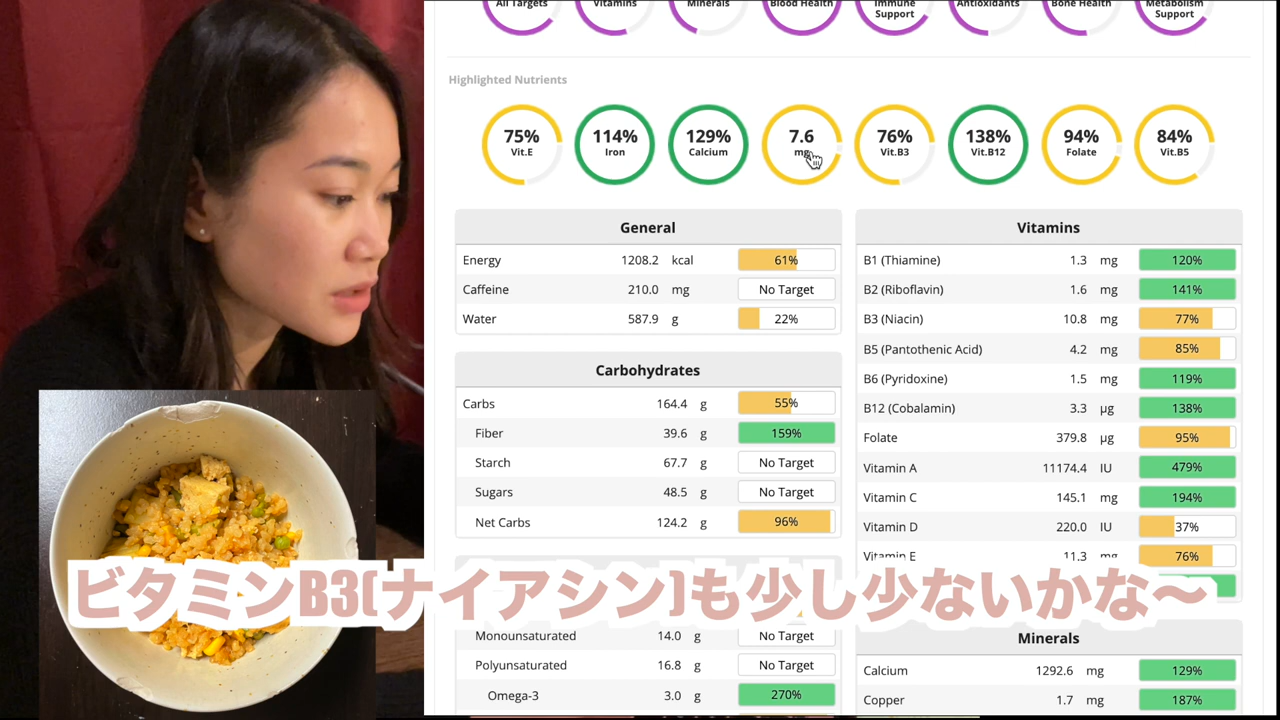 All Targets
Vitamins
Minerals
Blood Health
Immune Support
Antioxidants
Bone Health
Metabolism Support
Highlighted Nutrients
75% Vit.E
114% Iron
129% Calcium
7.6 mg
76% Vit.B3
138% Vit.B12
94% Folate
84% Vit.B5
General
Energy 1208.2 kcal 61%
Caffeine 210.0 mg No Target
Water 587.9 g 22%
Carbohydrates
Carbs 164.4 g 55%
Fiber 39.6 g 159%
Starch 67.7 g No Target
Sugars 48.5 g No Target
Net Carbs 124.2 g 96%
Monounsaturated 14.0 g No Target
Polyunsaturated 16.8 g No Target
Omega-3 3.0 g 270%
Vitamins
B1 (Thiamine) 1.3 mg 120%
B2 (Riboflavin) 1.6 mg 141%
B3 (Niacin) 10.8 mg 77%
B5 (Pantothenic Acid) 4.2 mg 85%
B6 (Pyridoxine) 1.5 mg 119%
B12 (Cobalamin) 3.3 µg 138%
Folate 379.8 µg 95%
Vitamin A 11174.4 IU 479%
Vitamin C 145.1 mg 194%
Vitamin D 220.0 IU 37%
Vitamin E 11.3 mg 76%
Minerals
Calcium 1292.6 mg 129%
Copper 1.7 mg 187%
ビタミンB3(ナイアシン)も少し少ないかな〜